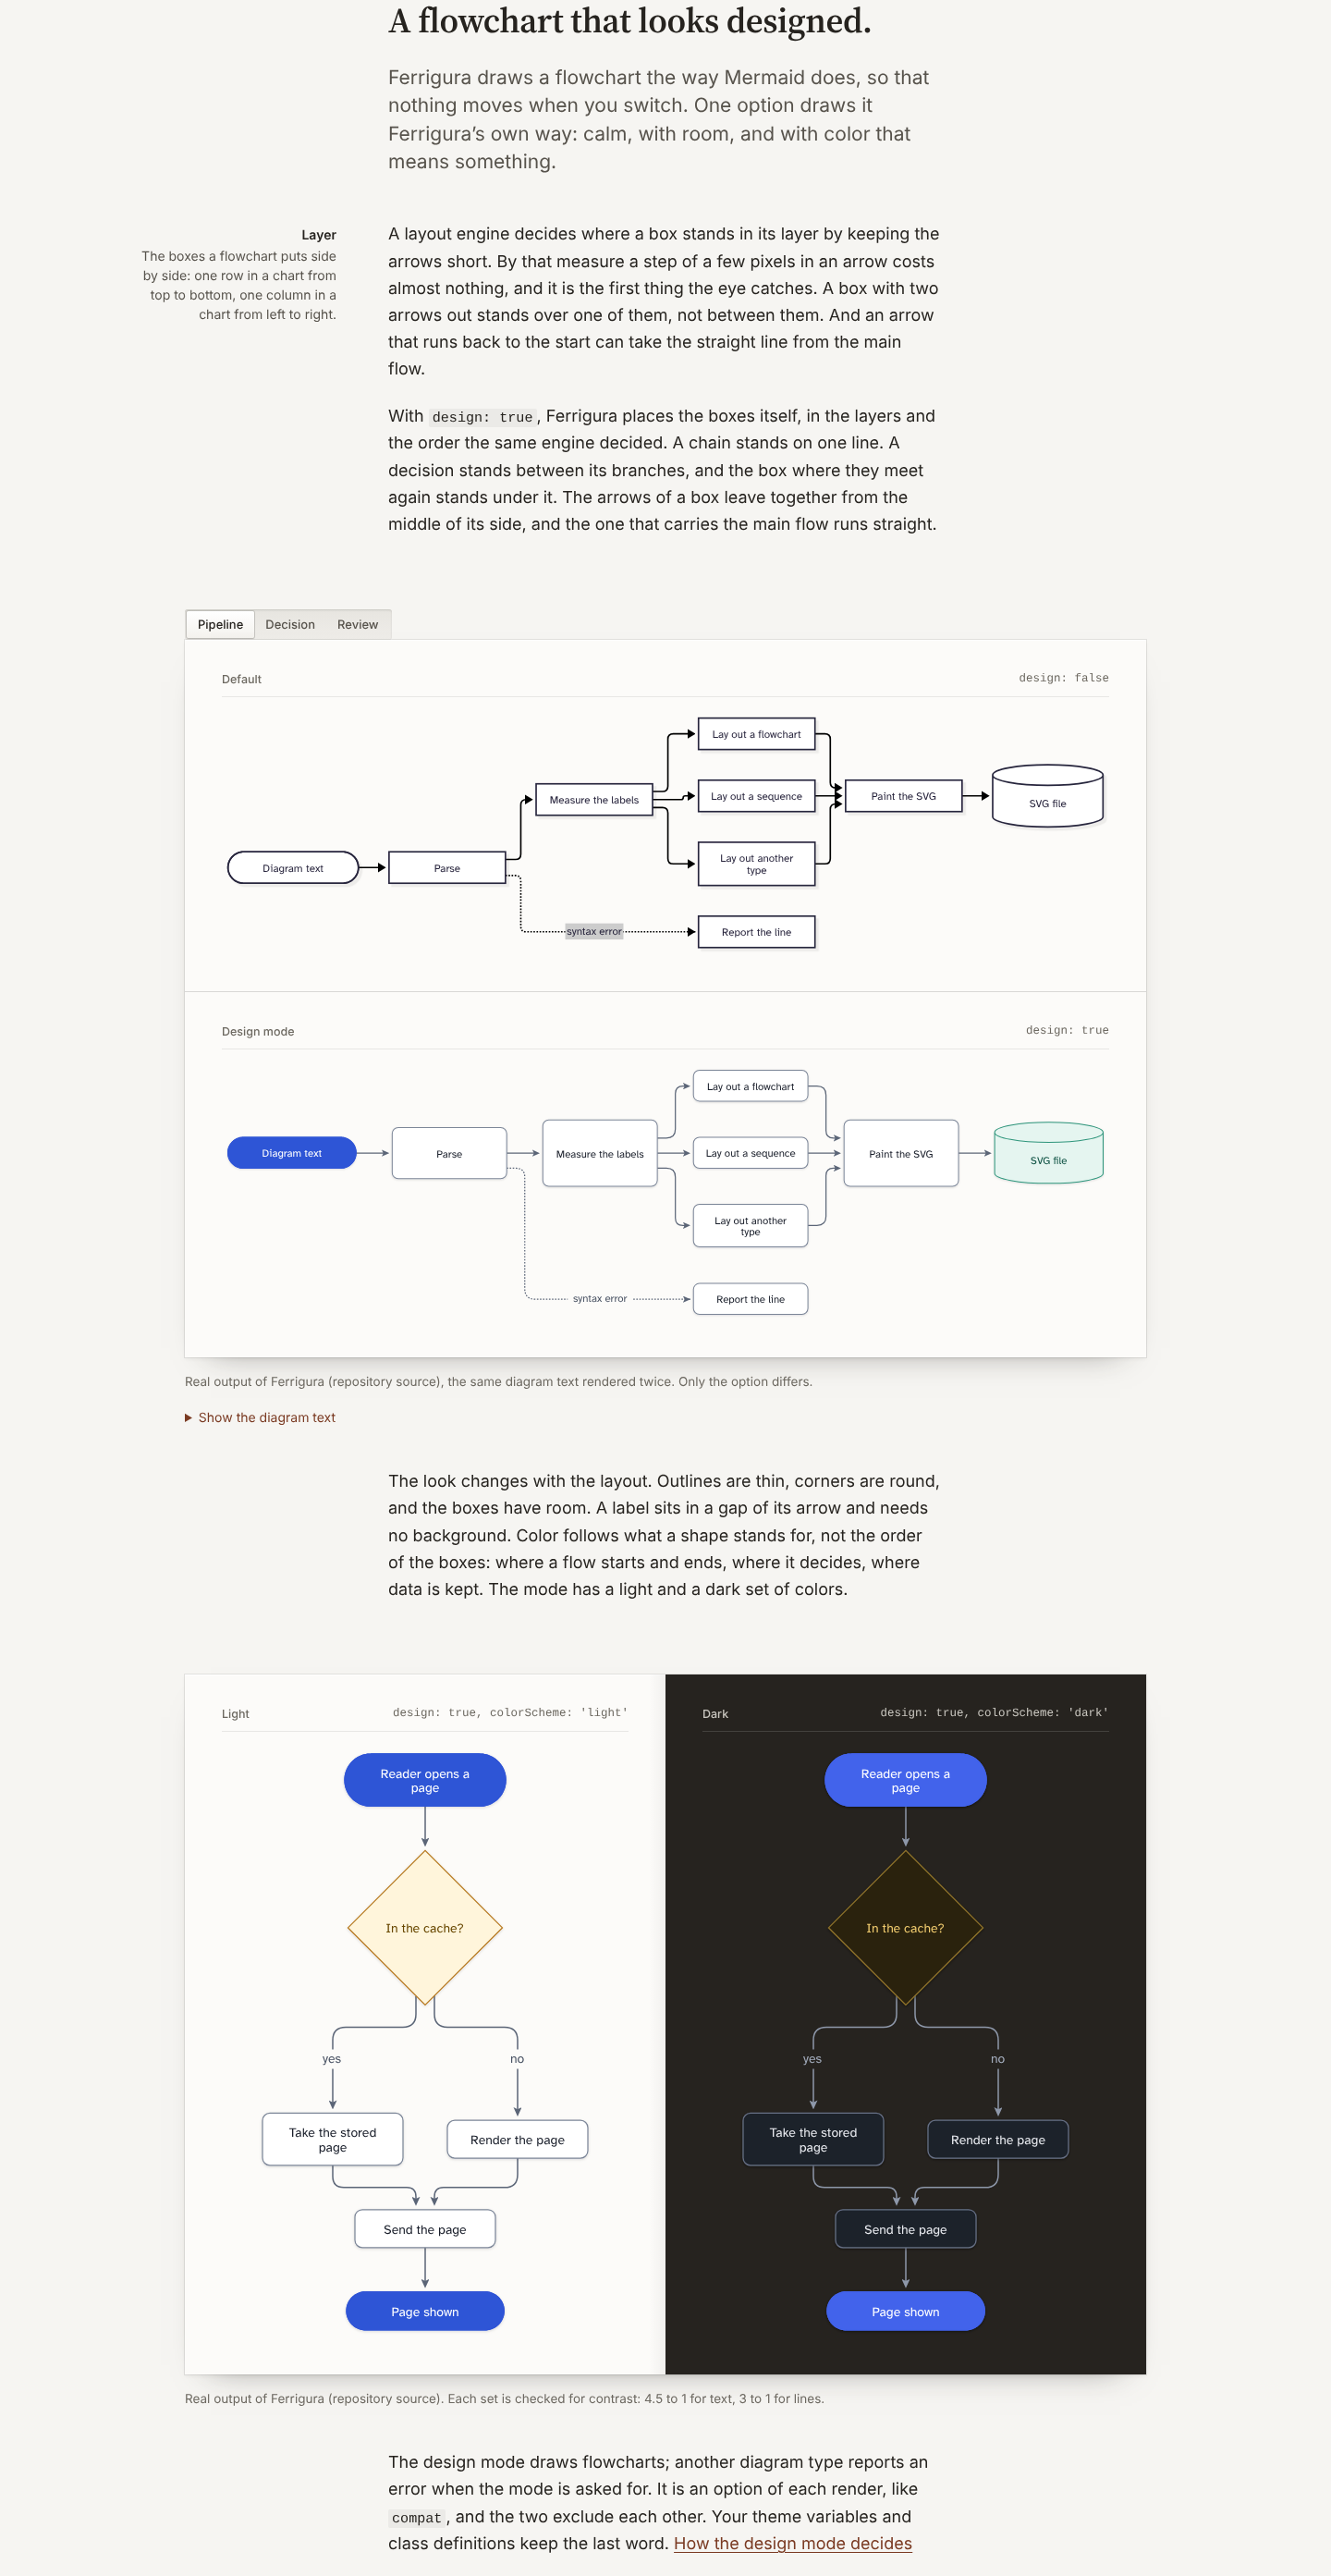 A flowchart that looks designed.
Ferrigura draws a flowchart the way Mermaid does, so that
nothing moves when you switch. One option draws it
Ferrigura’s own way: calm, with room, and with color that
means something.
Layer
The boxes a flowchart puts side
by side: one row in a chart from
top to bottom, one column in a
chart from left to right.
A layout engine decides where a box stands in its layer by keeping the
arrows short. By that measure a step of a few pixels in an arrow costs
almost nothing, and it is the first thing the eye catches. A box with two
arrows out stands over one of them, not between them. And an arrow
that runs back to the start can take the straight line from the main
flow.
With design: true, Ferrigura places the boxes itself, in the layers and
the order the same engine decided. A chain stands on one line. A
decision stands between its branches, and the box where they meet
again stands under it. The arrows of a box leave together from the
middle of its side, and the one that carries the main flow runs straight.
Pipeline Decision Review
Default design: false
Lay out a flowchart
Measure the labels
Lay out a sequence
Paint the SVG
SVG file
Diagram text
Parse
Lay out another
type
syntax error
Report the line
Design mode design: true
Lay out a flowchart
Diagram text
Parse
Measure the labels
Lay out a sequence
Paint the SVG
SVG file
Lay out another
type
syntax error
Report the line
Real output of Ferrigura (repository source), the same diagram text rendered twice. Only the option differs.
Show the diagram text
The look changes with the layout. Outlines are thin, corners are round,
and the boxes have room. A label sits in a gap of its arrow and needs
no background. Color follows what a shape stands for, not the order
of the boxes: where a flow starts and ends, where it decides, where
data is kept. The mode has a light and a dark set of colors.
Light design: true, colorScheme: 'light'
Reader opens a
page
In the cache?
yes
no
Take the stored
page
Render the page
Send the page
Page shown
Dark design: true, colorScheme: 'dark'
Reader opens a
page
In the cache?
yes
no
Take the stored
page
Render the page
Send the page
Page shown
Real output of Ferrigura (repository source). Each set is checked for contrast: 4.5 to 1 for text, 3 to 1 for lines.
The design mode draws flowcharts; another diagram type reports an
error when the mode is asked for. It is an option of each render, like
compat, and the two exclude each other. Your theme variables and
class definitions keep the last word. How the design mode decides